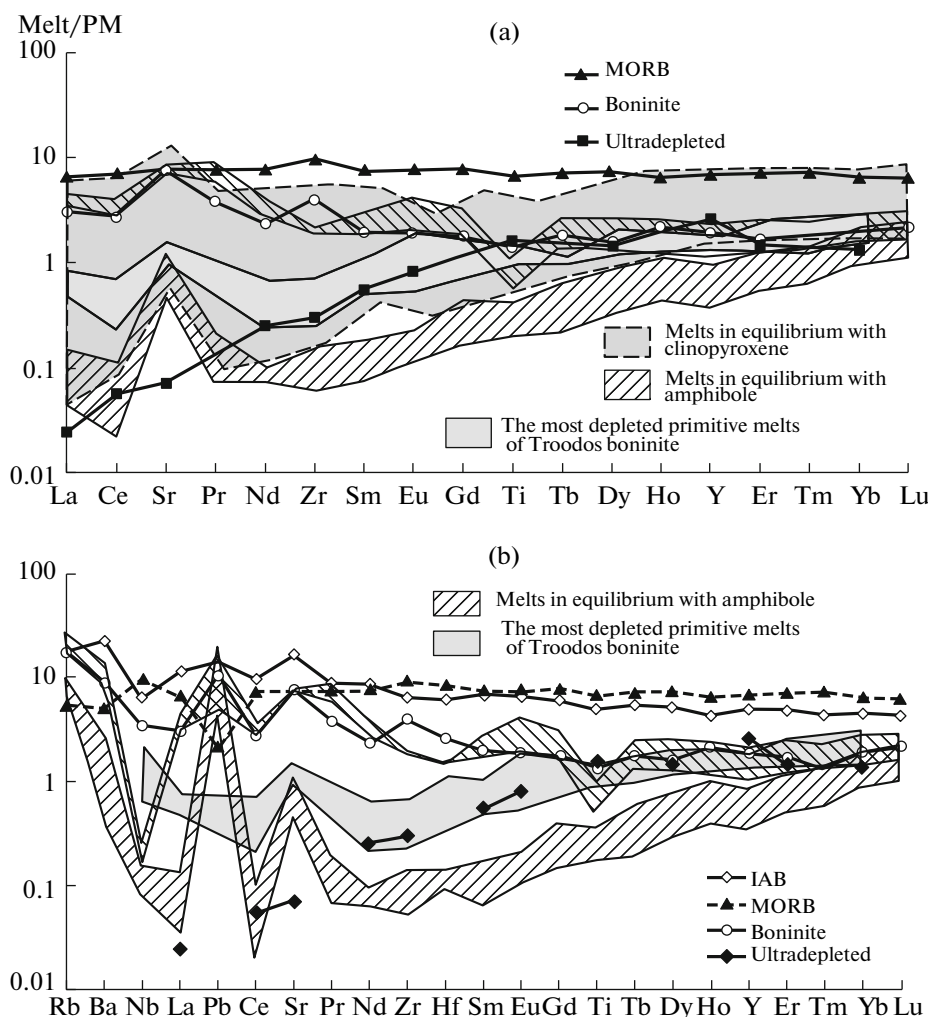 Melt/PM
(a)
100
MORB
Boninite
Ultradepleted
10
1
Melts in equilibrium with
clinopyroxene
0.1
Melts in equilibrium with
amphibole
The most depleted primitive melts
of Troodos boninite
0.01
La Ce Sr Pr Nd Zr Sm Eu Gd Ti Tb Dy Ho Y Er Tm Yb Lu
(b)
100
Melts in equilibrium with amphibole
The most depleted primitive melts
of Troodos boninite
10
1
0.1
IAB
MORB
Boninite
Ultradepleted
0.01
Rb Ba Nb La Pb Ce Sr Pr Nd Zr Hf Sm Eu Gd Ti Tb Dy Ho Y Er Tm Yb Lu